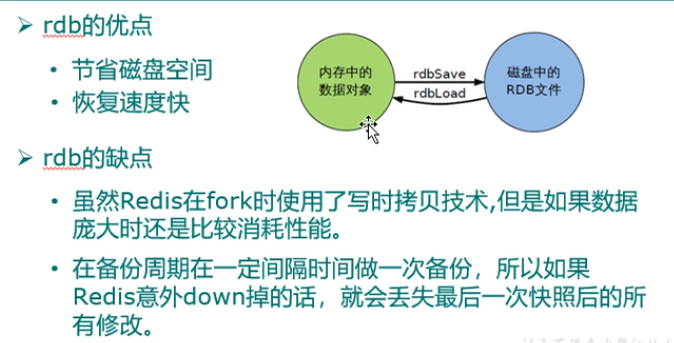 rdb的优点
节省磁盘空间
恢复速度快
内存中的
数据对象
rdbSave
rdbLoad
磁盘中的
RDB文件
rdb的缺点
虽然Redis在fork时使用了写时拷贝技术,但是如果数据
庞大时还是比较消耗性能。
在备份周期在一定间隔时间做一次备份，所以如果
Redis意外down掉的话，就会丢失最后一次快照后的所
有修改。